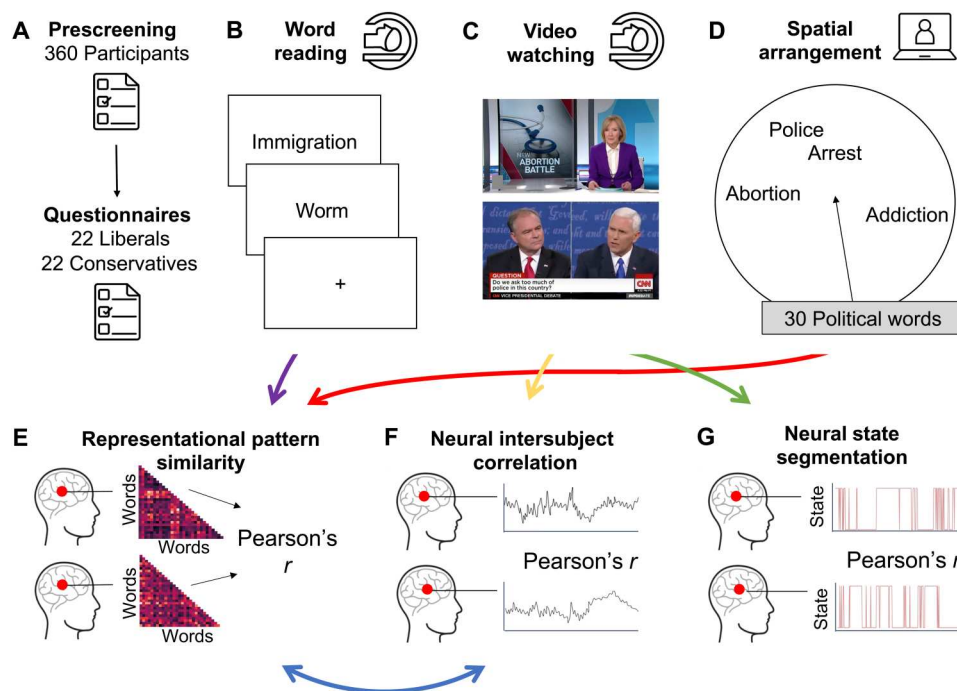 A Prescreening
360 Participants
Questionnaires
22 Liberals
22 Conservatives
B Word
reading
Immigration
Worm
+
C Video
watching
ABORTION
BATTLE
QUESTION
Do we ask too much of
police in this country?
CNN
VICE PRESIDENTIAL DEBATE
D Spatial
arrangement
Police
Arrest
Abortion
Addiction
30 Political words
E Representational pattern
similarity
Words
Words
Words
Words
Pearson's
r
F Neural intersubject
correlation
Pearson's r
G Neural state
segmentation
State
Pearson's r
State